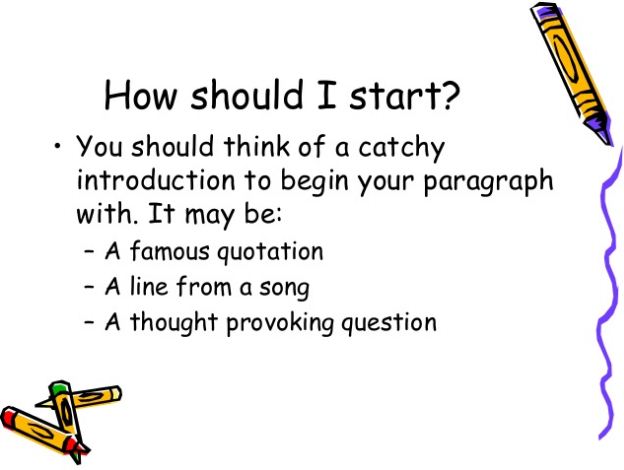 How should I start?
• You should think of a catchy
introduction to begin your paragraph
with. It may be:
– A famous quotation
– A line from a song
– A thought provoking question